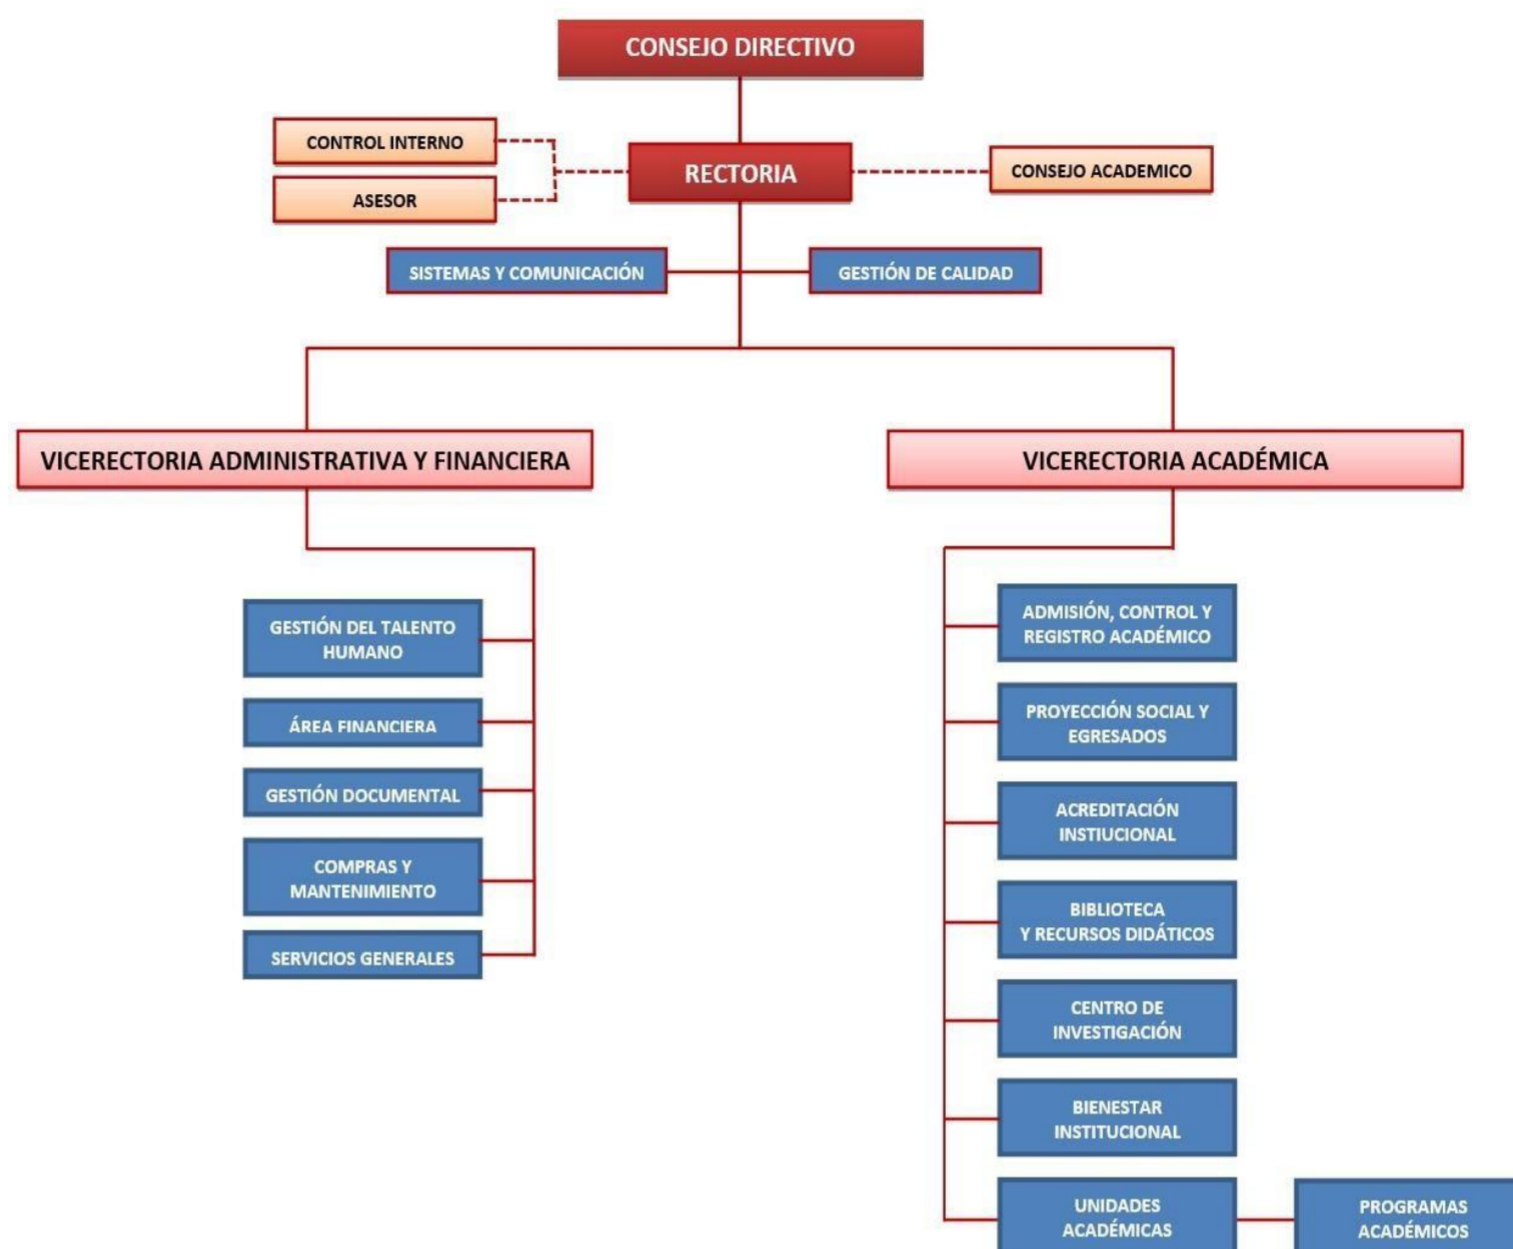 CONSEJO DIRECTIVO
CONTROL INTERNO
ASESOR
RECTORIA
CONSEJO ACADEMICO
SISTEMAS Y COMUNICACIÓN
GESTIÓN DE CALIDAD
VICERECTORIA ADMINISTRATIVA Y FINANCIERA
GESTIÓN DEL TALENTO
HUMANO
ÁREA FINANCIERA
GESTIÓN DOCUMENTAL
COMPRAS Y
MANTENIMIENTO
SERVICIOS GENERALES
VICERECTORIA ACADÉMICA
ADMISIÓN, CONTROL Y
REGISTRO ACADÉMICO
PROYECCIÓN SOCIAL Y
EGRESADOS
ACREDITACIÓN
INSTIUCIONAL
BIBLIOTECA
Y RECURSOS DIDÁTICOS
CENTRO DE
INVESTIGACIÓN
BIENESTAR
INSTITUCIONAL
UNIDADES
ACADÉMICAS
PROGRAMAS
ACADÉMICOS